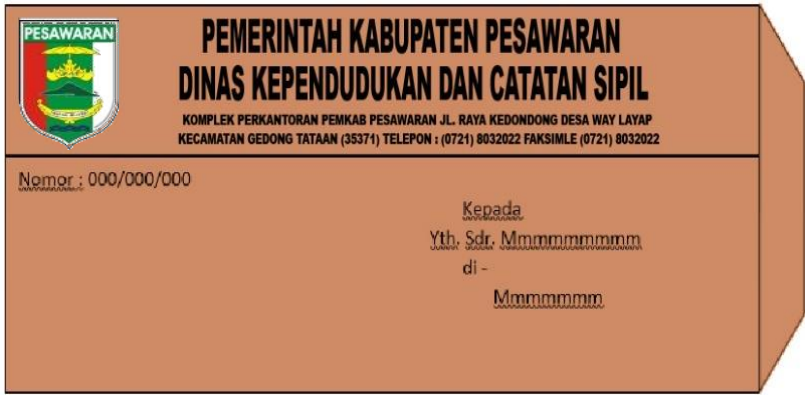 PESAWARAN
PEMERINTAH KABUPATEN PESAWARAN
DINAS KEPENDUDUKAN DAN CATATAN SIPIL
KOMPLEK PERKANTORAN PEMKAB PESAWARAN JL. RAYA KEDONDONG DESA WAY LAYAP
KECAMATAN GEDONG TATAAN (35371) TELEPON : (0721) 8032022 FAKSIMLE (0721) 8032022
Nomor : 000/000/000
Kepada
Yth. Sdr. Mmmmmmmmm
di -
Mmmmmmm